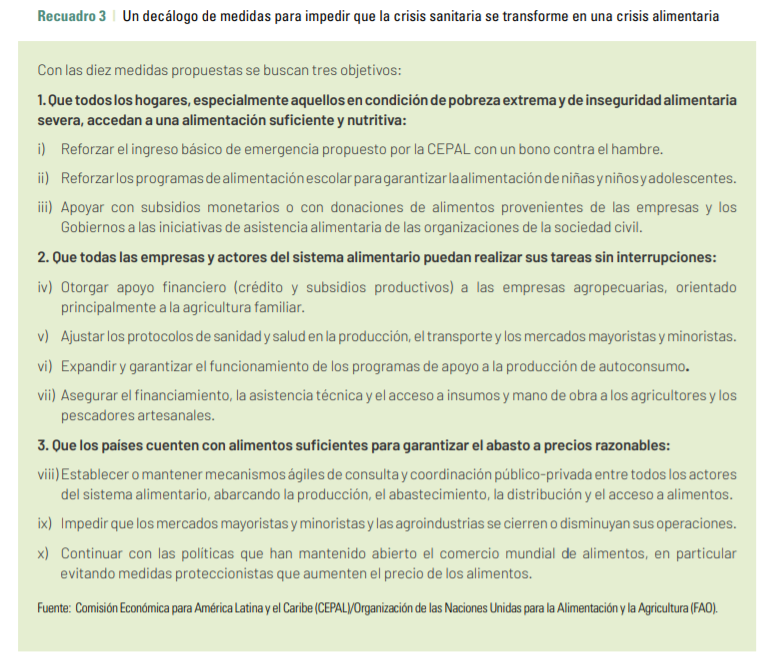 Recuadro 3 | Un decálogo de medidas para impedir que la crisis sanitaria se transforme en una crisis alimentaria
Con las diez medidas propuestas se buscan tres objetivos:
1. Que todos los hogares, especialmente aquellos en condición de pobreza extrema y de inseguridad alimentaria
severa, accedan a una alimentación suficiente y nutritiva:
i) Reforzar el ingreso básico de emergencia propuesto por la CEPAL con un bono contra el hambre.
ii) Reforzar los programas de alimentación escolar para garantizar la alimentación de niñas y niños y adolescentes.
iii) Apoyar con subsidios monetarios o con donaciones de alimentos provenientes de las empresas y los
Gobiernos a las iniciativas de asistencia alimentaria de las organizaciones de la sociedad civil.
2. Que todas las empresas y actores del sistema alimentario puedan realizar sus tareas sin interrupciones:
iv) Otorgar apoyo financiero (crédito y subsidios productivos) a las empresas agropecuarias, orientado
principalmente a la agricultura familiar.
v) Ajustar los protocolos de sanidad y salud en la producción, el transporte y los mercados mayoristas y minoristas.
vi) Expandir y garantizar el funcionamiento de los programas de apoyo a la producción de autoconsumo.
vii) Asegurar el financiamiento, la asistencia técnica y el acceso a insumos y mano de obra a los agricultores y los
pescadores artesanales.
3. Que los países cuenten con alimentos suficientes para garantizar el abasto a precios razonables:
viii) Establecer o mantener mecanismos ágiles de consulta y coordinación público-privada entre todos los actores
del sistema alimentario, abarcando la producción, el abastecimiento, la distribución y el acceso a alimentos.
ix) Impedir que los mercados mayoristas y minoristas y las agroindustrias se cierren o disminuyan sus operaciones.
x) Continuar con las políticas que han mantenido abierto el comercio mundial de alimentos, en particular
evitando medidas proteccionistas que aumenten el precio de los alimentos.
Fuente: Comisión Económica para América Latina y el Caribe (CEPAL)/Organización de las Naciones Unidas para la Alimentación y la Agricultura (FAO).